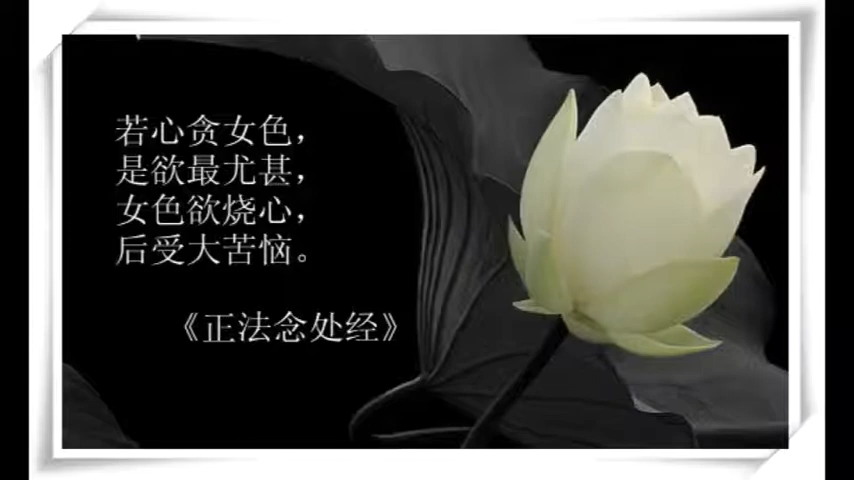 若心贪女色，
是欲最尤甚，
女色欲烧心，
后受大苦恼。
《正法念处经》